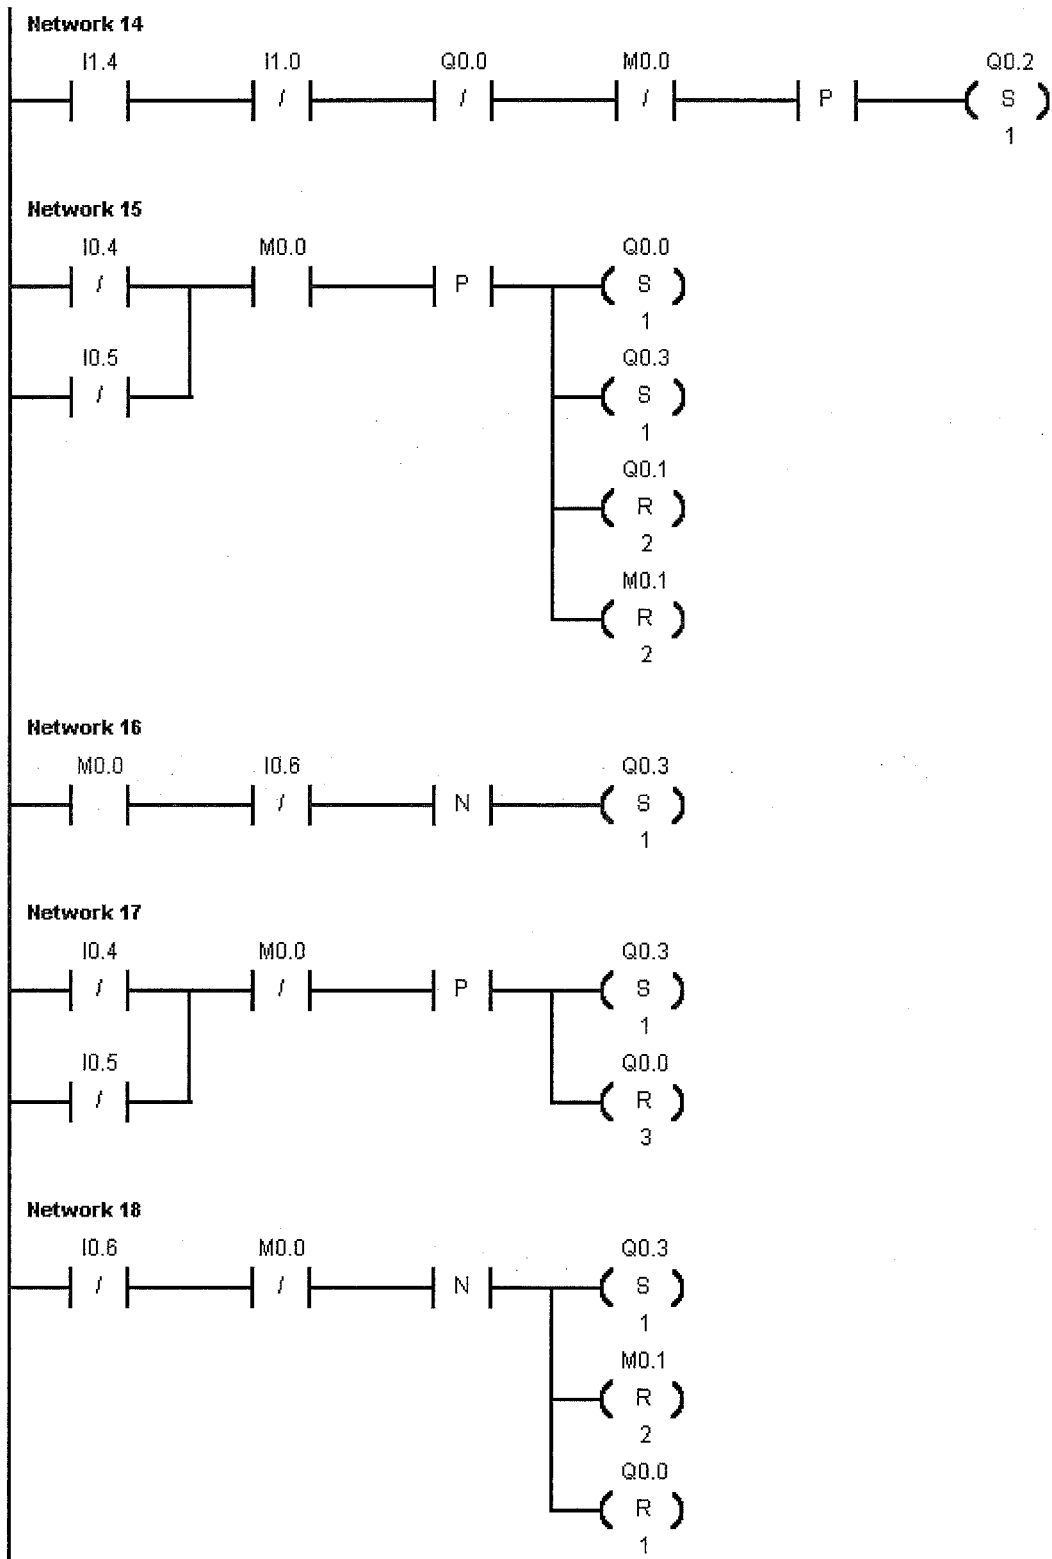 Network 14
I1.4 I1.0 Q0.0 M0.0 Q0.2
/ / / P S
1
Network 15
I0.4 M0.0 Q0.0
/ P S
1
I0.5 Q0.3
/ S
1
Q0.1
R
2
M0.1
R
2
Network 16
M0.0 I0.6 Q0.3
/ N S
1
Network 17
I0.4 M0.0 Q0.3
/ / P S
1
I0.5 Q0.0
/ R
3
Network 18
I0.6 M0.0 Q0.3
/ / N S
1
M0.1
R
2
Q0.0
R
1